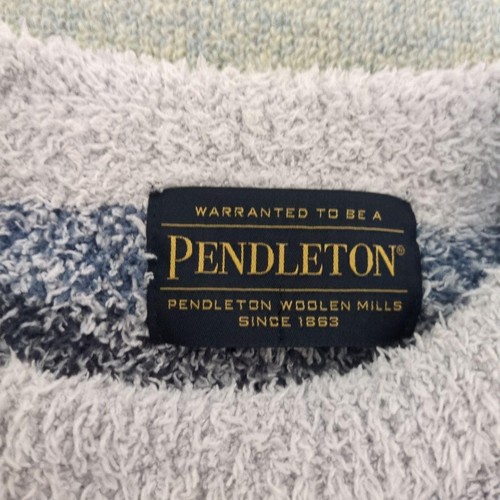 WARRANTED TO BE A
PENDLETON®
PENDLETON WOOLEN MILLS
SINCE 1863